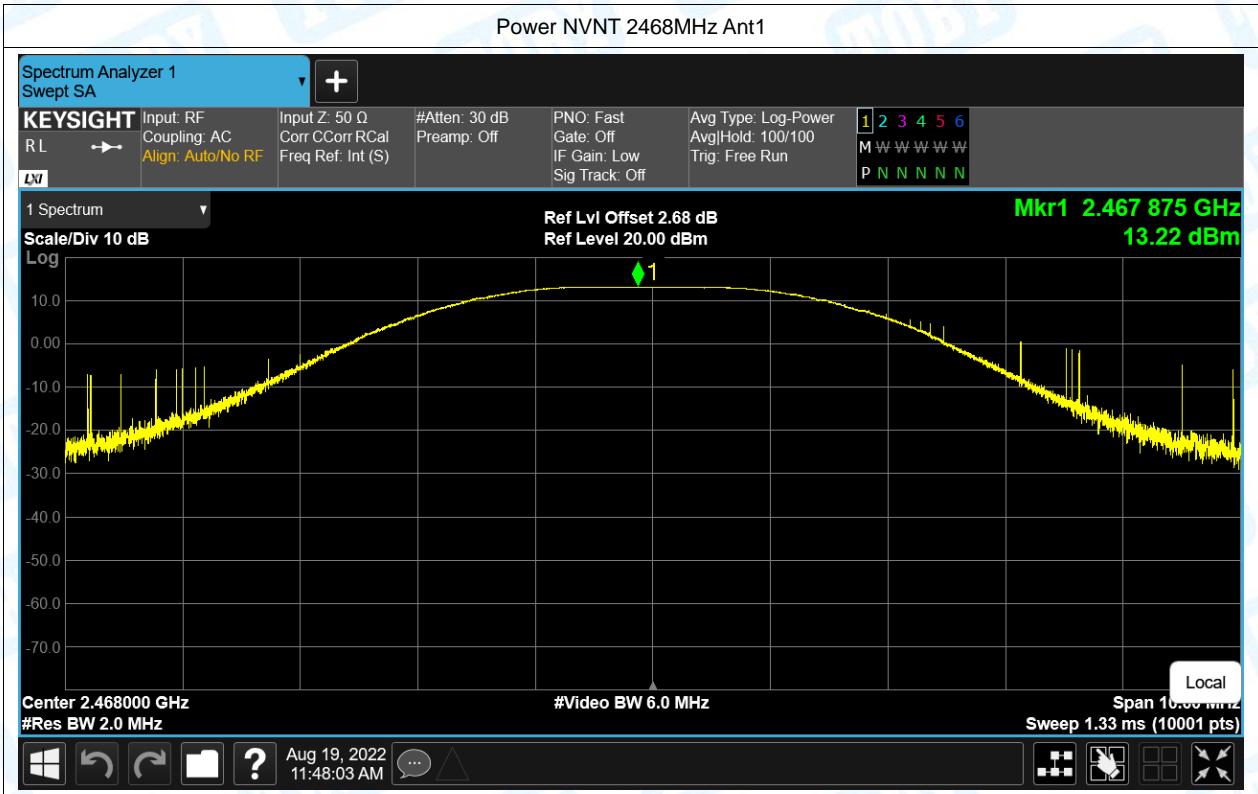 Power NVNT 2468MHz Ant1
Spectrum Analyzer 1
Swept SA
KEYSIGHT
R L
LXI
Input: RF
Coupling: AC
Align: Auto/No RF
Input Z: 50 Ω
Corr CCorr RCal
Freq Ref: Int (S)
#Atten: 30 dB
Preamp: Off
PNO: Fast
Gate: Off
IF Gain: Low
Sig Track: Off
Avg Type: Log-Power
Avg|Hold: 100/100
Trig: Free Run
1 2 3 4 5 6
M W W W W W
P N N N N N
1 Spectrum
Scale/Div 10 dB
Log
Ref Lvl Offset 2.68 dB
Ref Level 20.00 dBm
Mkr1 2.467 875 GHz
13.22 dBm
1
10.0
0.00
-10.0
-20.0
-30.0
-40.0
-50.0
-60.0
-70.0
Local
Center 2.468000 GHz
#Res BW 2.0 MHz
#Video BW 6.0 MHz
Span 10.00 MHz
Sweep 1.33 ms (10001 pts)
?
Aug 19, 2022
11:48:03 AM